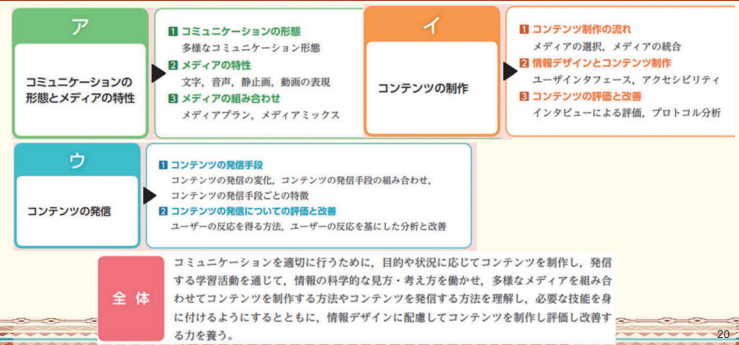 ア
コミュニケーションの
形態とメディアの特性
1 コミュニケーションの形態
多様なコミュニケーション形態
2 メディアの特性
文字，音声，静止画，動画の表現
3 メディアの組み合わせ
メディアプラン，メディアミックス
イ
コンテンツの制作
1 コンテンツ制作の流れ
メディアの選択，メディアの統合
2 情報デザインとコンテンツ制作
ユーザインタフェース，アクセシビリティ
3 コンテンツの評価と改善
インタビューによる評価，プロトコル分析
ウ
コンテンツの発信
1 コンテンツの発信手段
コンテンツの発信の変化，コンテンツの発信手段の組み合わせ，
コンテンツの発信手段ごとの特徴
2 コンテンツの発信についての評価と改善
ユーザーの反応を得る方法，ユーザーの反応を基にした分析と改善
全体
コミュニケーションを適切に行うために，目的や状況に応じてコンテンツを制作し，発信
する学習活動を通じて，情報の科学的な見方・考え方を働かせ，多様なメディアを組み合
わせてコンテンツを制作する方法やコンテンツを発信する方法を理解し，必要な技能を身
に付けるようにするとともに，情報デザインに配慮してコンテンツを制作し評価し改善す
る力を養う。
20